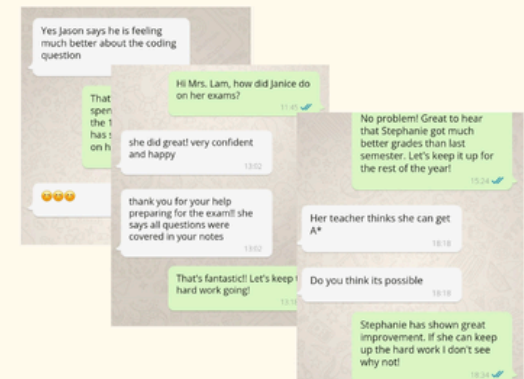 Yes Jason says he is feeling
much better about the coding
question
That
spen
the 1
has s
on h
😇😇😇
Hi Mrs. Lam, how did Janice do
on her exams?
11:45
she did great! very confident
and happy
13:02
thank you for your help
preparing for the exam!! she
says all questions were
covered in your notes
13:02
That's fantastic!! Let's keep t
hard work going!
13:18
No problem! Great to hear
that Stephanie got much
better grades than last
semester. Let's keep it up for
the rest of the year!
15:24
Her teacher thinks she can get
A*
18:18
Do you think its possible
18:18
Stephanie has shown great
improvement. If she can keep
up the hard work I don't see
why not!
18:24